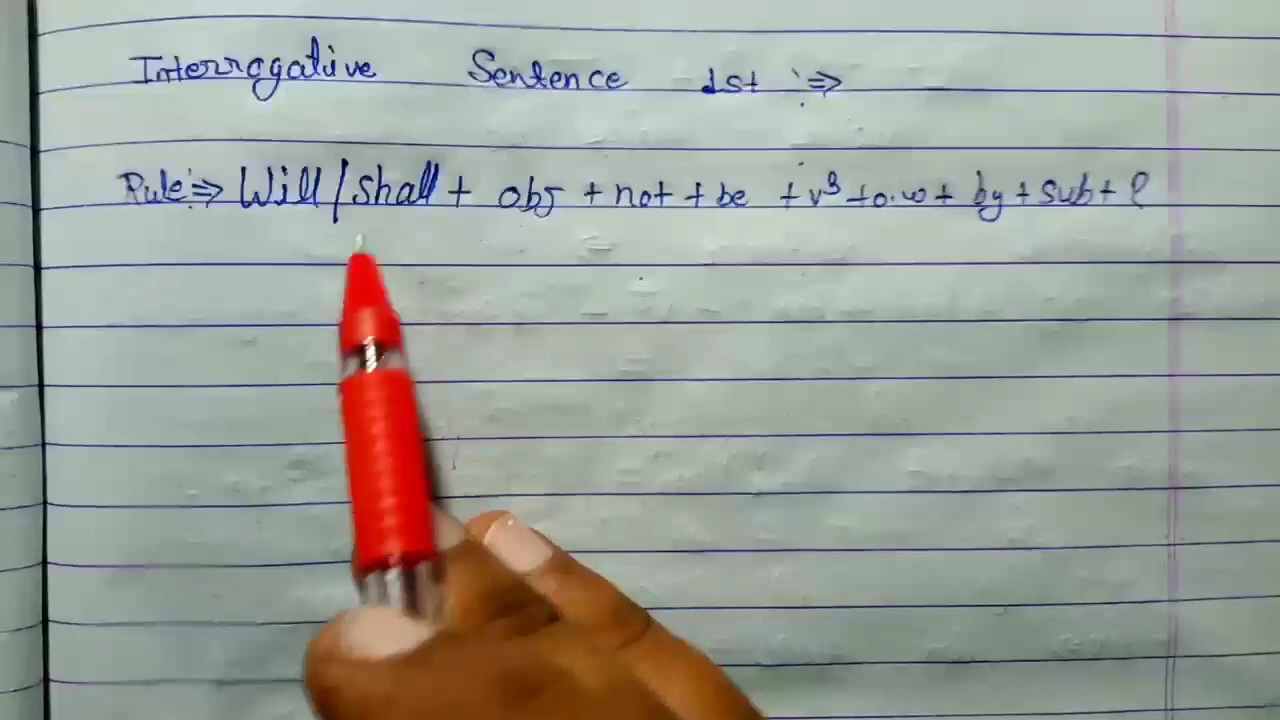 Interrogative Sentence 1st :⇒
Rule:⇒ Will/shall + obj + not + be + v³ + o.w + by + sub + ?